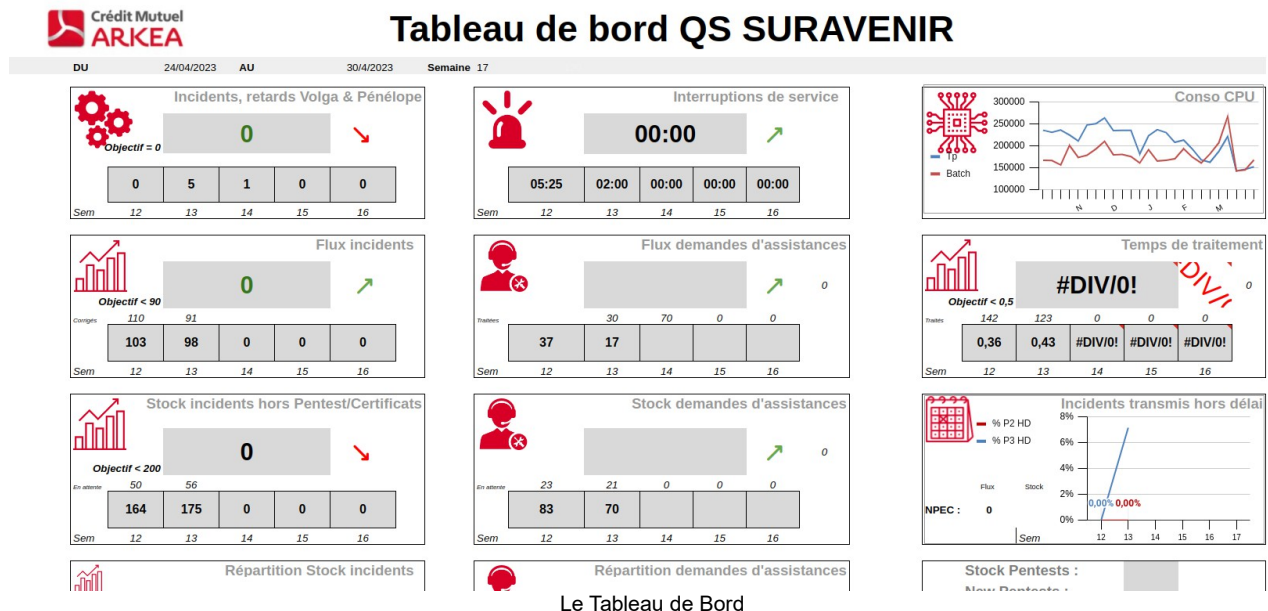 Crédit Mutuel
ARKEA
Tableau de bord QS SURAVENIR
DU 24/04/2023 AU 30/4/2023 Semaine 17
Incidents, retards Volga & Pénélope
0
Objectif = 0
0 5 1 0 0
Sem 12 13 14 15 16
Interruptions de service
00:00
05:25 02:00 00:00 00:00 00:00
Sem 12 13 14 15 16
Conso CPU
300000
250000
200000
150000
100000
Tp
Batch
N D J F M
Flux incidents
0
Objectif < 90
Corrigés 110 91
103 98 0 0 0
Sem 12 13 14 15 16
Flux demandes d'assistances
0
Traitées 30 70 0 0
37 17
Sem 12 13 14 15 16
Temps de traitement
#DIV/0!
#DIV/0!
0
Objectif < 0,5
Traités 142 123 0 0 0
0,36 0,43 #DIV/0! #DIV/0! #DIV/0!
Sem 12 13 14 15 16
Stock incidents hors Pentest/Certificats
0
Objectif < 200
En attente 50 56
164 175 0 0 0
Sem 12 13 14 15 16
Stock demandes d'assistances
0
En attente 23 21 0 0 0
83 70
Sem 12 13 14 15 16
Incidents transmis hors délai
% P2 HD
% P3 HD
8%
6%
4%
2%
0%
0,00% 0,00%
Flux Stock
NPEC : 0
Sem 12 13 14 15 16 17
Répartition Stock incidents
Répartition demandes d'assistances
Stock Pentests :
New Pentests :
Le Tableau de Bord